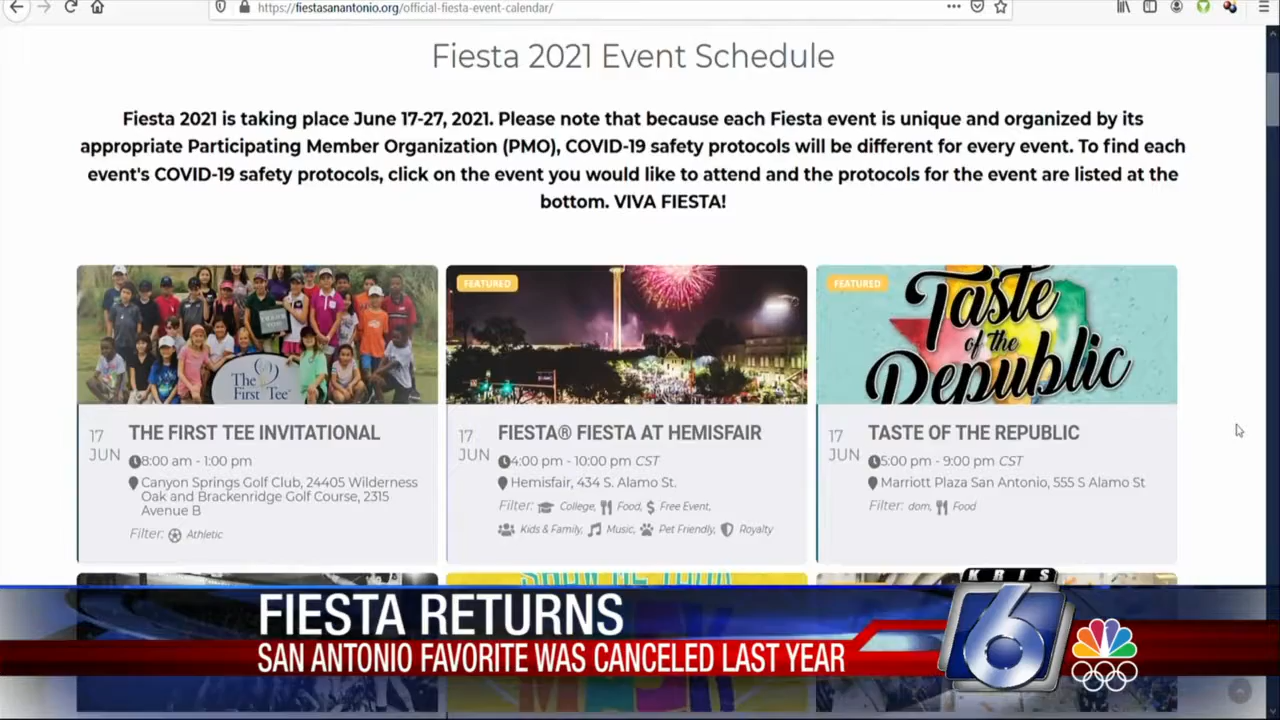 https://fiestasanantonio.org/official-fiesta-event-calendar/
Fiesta 2021 Event Schedule
Fiesta 2021 is taking place June 17-27, 2021. Please note that because each Fiesta event is unique and organized by its
appropriate Participating Member Organization (PMO), COVID-19 safety protocols will be different for every event. To find each
event's COVID-19 safety protocols, click on the event you would like to attend and the protocols for the event are listed at the
bottom. VIVA FIESTA!
The
First Tee
17
JUN
THE FIRST TEE INVITATIONAL
8:00 am - 1:00 pm
Canyon Springs Golf Club, 24405 Wilderness
Oak and Brackenridge Golf Course, 2315
Avenue B
Filter: Athletic
FEATURED
17
JUN
FIESTA® FIESTA AT HEMISFAIR
4:00 pm - 10:00 pm CST
Hemisfair, 434 S. Alamo St.
Filter: College, Food, Free Event,
Kids & Family, Music, Pet Friendly, Royalty
FEATURED
Taste
of the
Republic
17
JUN
TASTE OF THE REPUBLIC
5:00 pm - 9:00 pm CST
Marriott Plaza San Antonio, 555 S Alamo St
Filter: dom, Food
FIESTA RETURNS
SAN ANTONIO FAVORITE WAS CANCELED LAST YEAR
KRIS
6